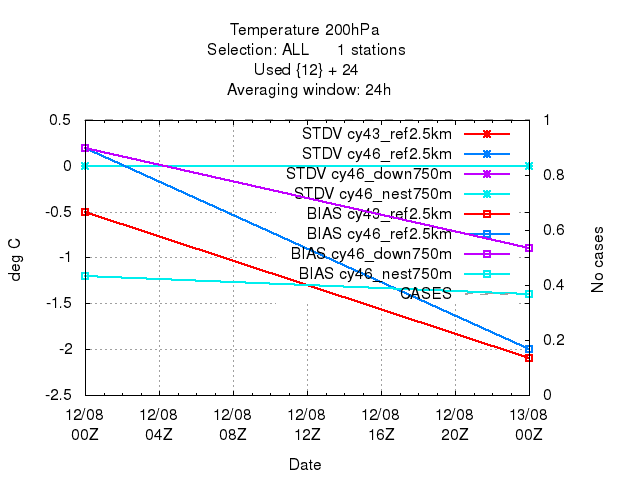 Temperature 200hPa
Selection: ALL 1 stations
Used {12} + 24
Averaging window: 24h
0.5
0
-0.5
-1
-1.5
-2
-2.5
deg C
1
0.8
0.6
0.4
0.2
0
No cases
STDV cy43_ref2.5km
STDV cy46_ref2.5km
STDV cy46_down750m
STDV cy46_nest750m
BIAS cy43_ref2.5km
BIAS cy46_ref2.5km
BIAS cy46_down750m
BIAS cy46_nest750m
CASES
12/08 12/08 12/08 12/08 12/08 12/08 13/08
00Z 04Z 08Z 12Z 16Z 20Z 00Z
Date